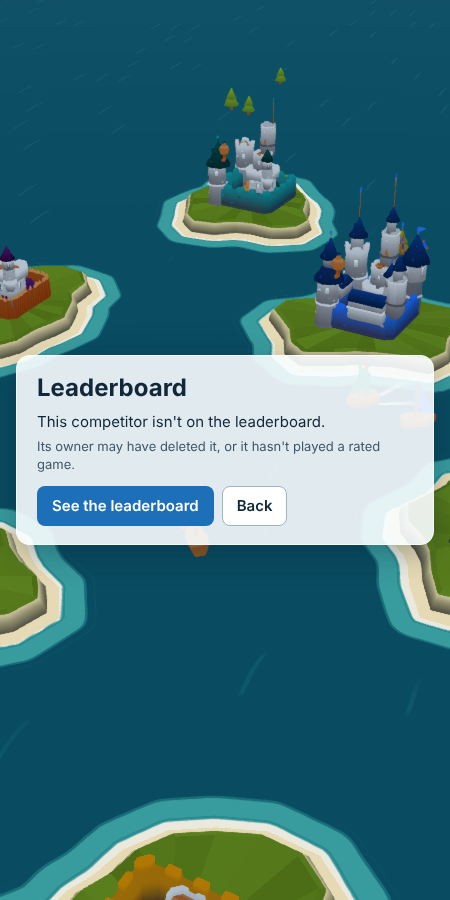 Leaderboard
This competitor isn't on the leaderboard.
Its owner may have deleted it, or it hasn't played a rated
game.
See the leaderboard
Back